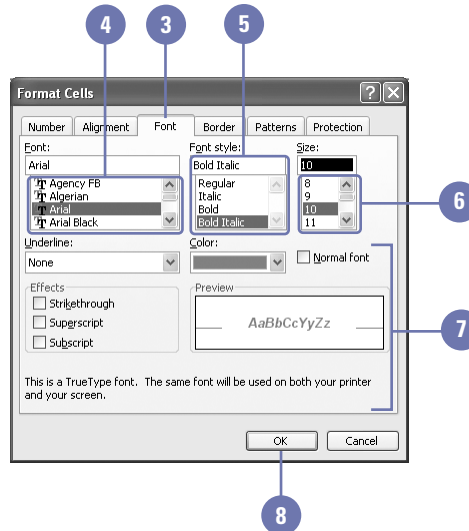 4 3 5
Format Cells
Number Alignment Font Border Patterns Protection
Font: Font style: Size:
Arial Bold Italic 10
Agency FB Regular 8
Algerian Italic 9
Arial Bold 10
Arial Black Bold Italic 11
6
Underline: Color:
None Normal font
Effects Preview
Strikethrough
Superscript AaBbCcYyZz
Subscript
7
This is a TrueType font. The same font will be used on both your printer
and your screen.
OK Cancel
8